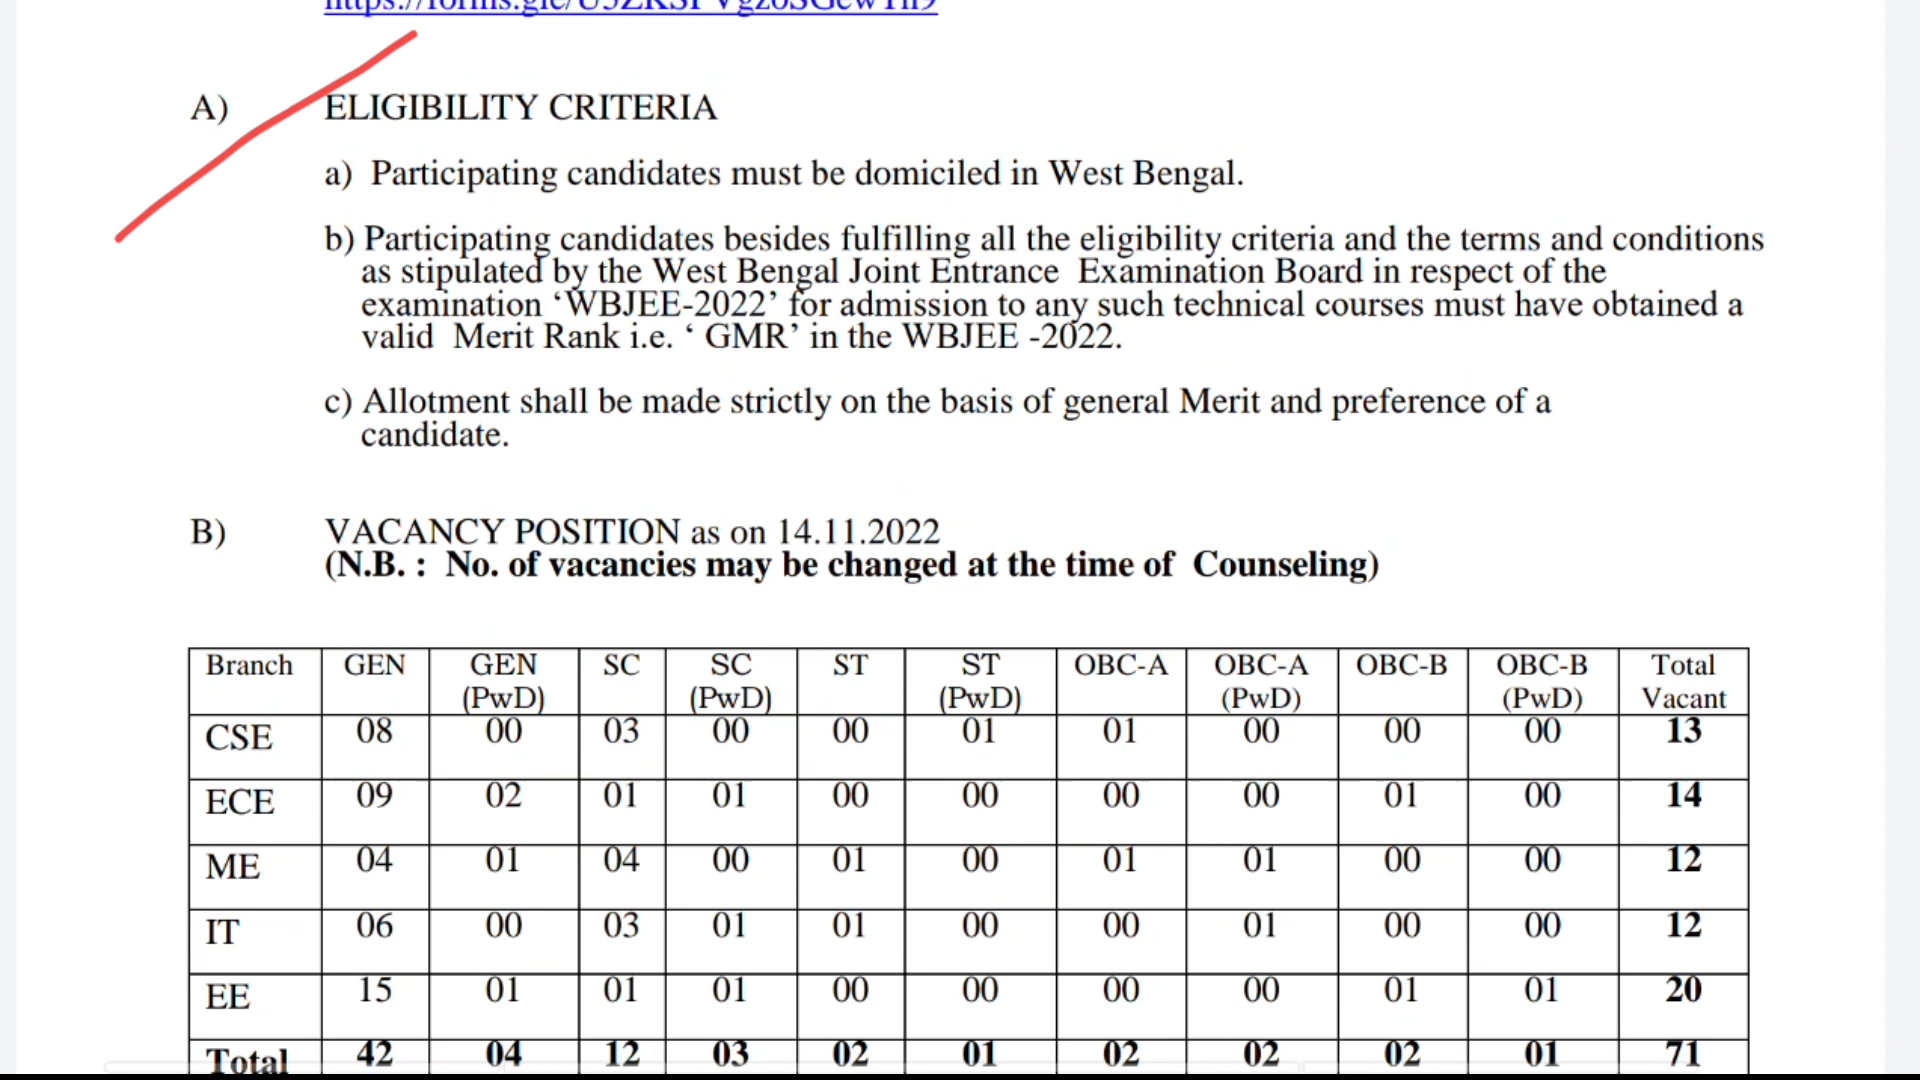 A) ELIGIBILITY CRITERIA
a) Participating candidates must be domiciled in West Bengal.
b) Participating candidates besides fulfilling all the eligibility criteria and the terms and conditions
as stipulated by the West Bengal Joint Entrance Examination Board in respect of the
examination ‘WBJEE-2022’ for admission to any such technical courses must have obtained a
valid Merit Rank i.e. ‘ GMR’ in the WBJEE -2022.
c) Allotment shall be made strictly on the basis of general Merit and preference of a
candidate.
B) VACANCY POSITION as on 14.11.2022
(N.B. : No. of vacancies may be changed at the time of Counseling)
Branch GEN GEN (PwD) SC SC (PwD) ST ST (PwD) OBC-A OBC-A (PwD) OBC-B OBC-B (PwD) Total Vacant
CSE 08 00 03 00 00 01 01 00 00 00 13
ECE 09 02 01 01 00 00 00 00 01 00 14
ME 04 01 04 00 01 00 01 01 00 00 12
IT 06 00 03 01 01 00 00 01 00 00 12
EE 15 01 01 01 00 00 00 00 01 01 20
Total 42 04 12 03 02 01 02 02 02 01 71